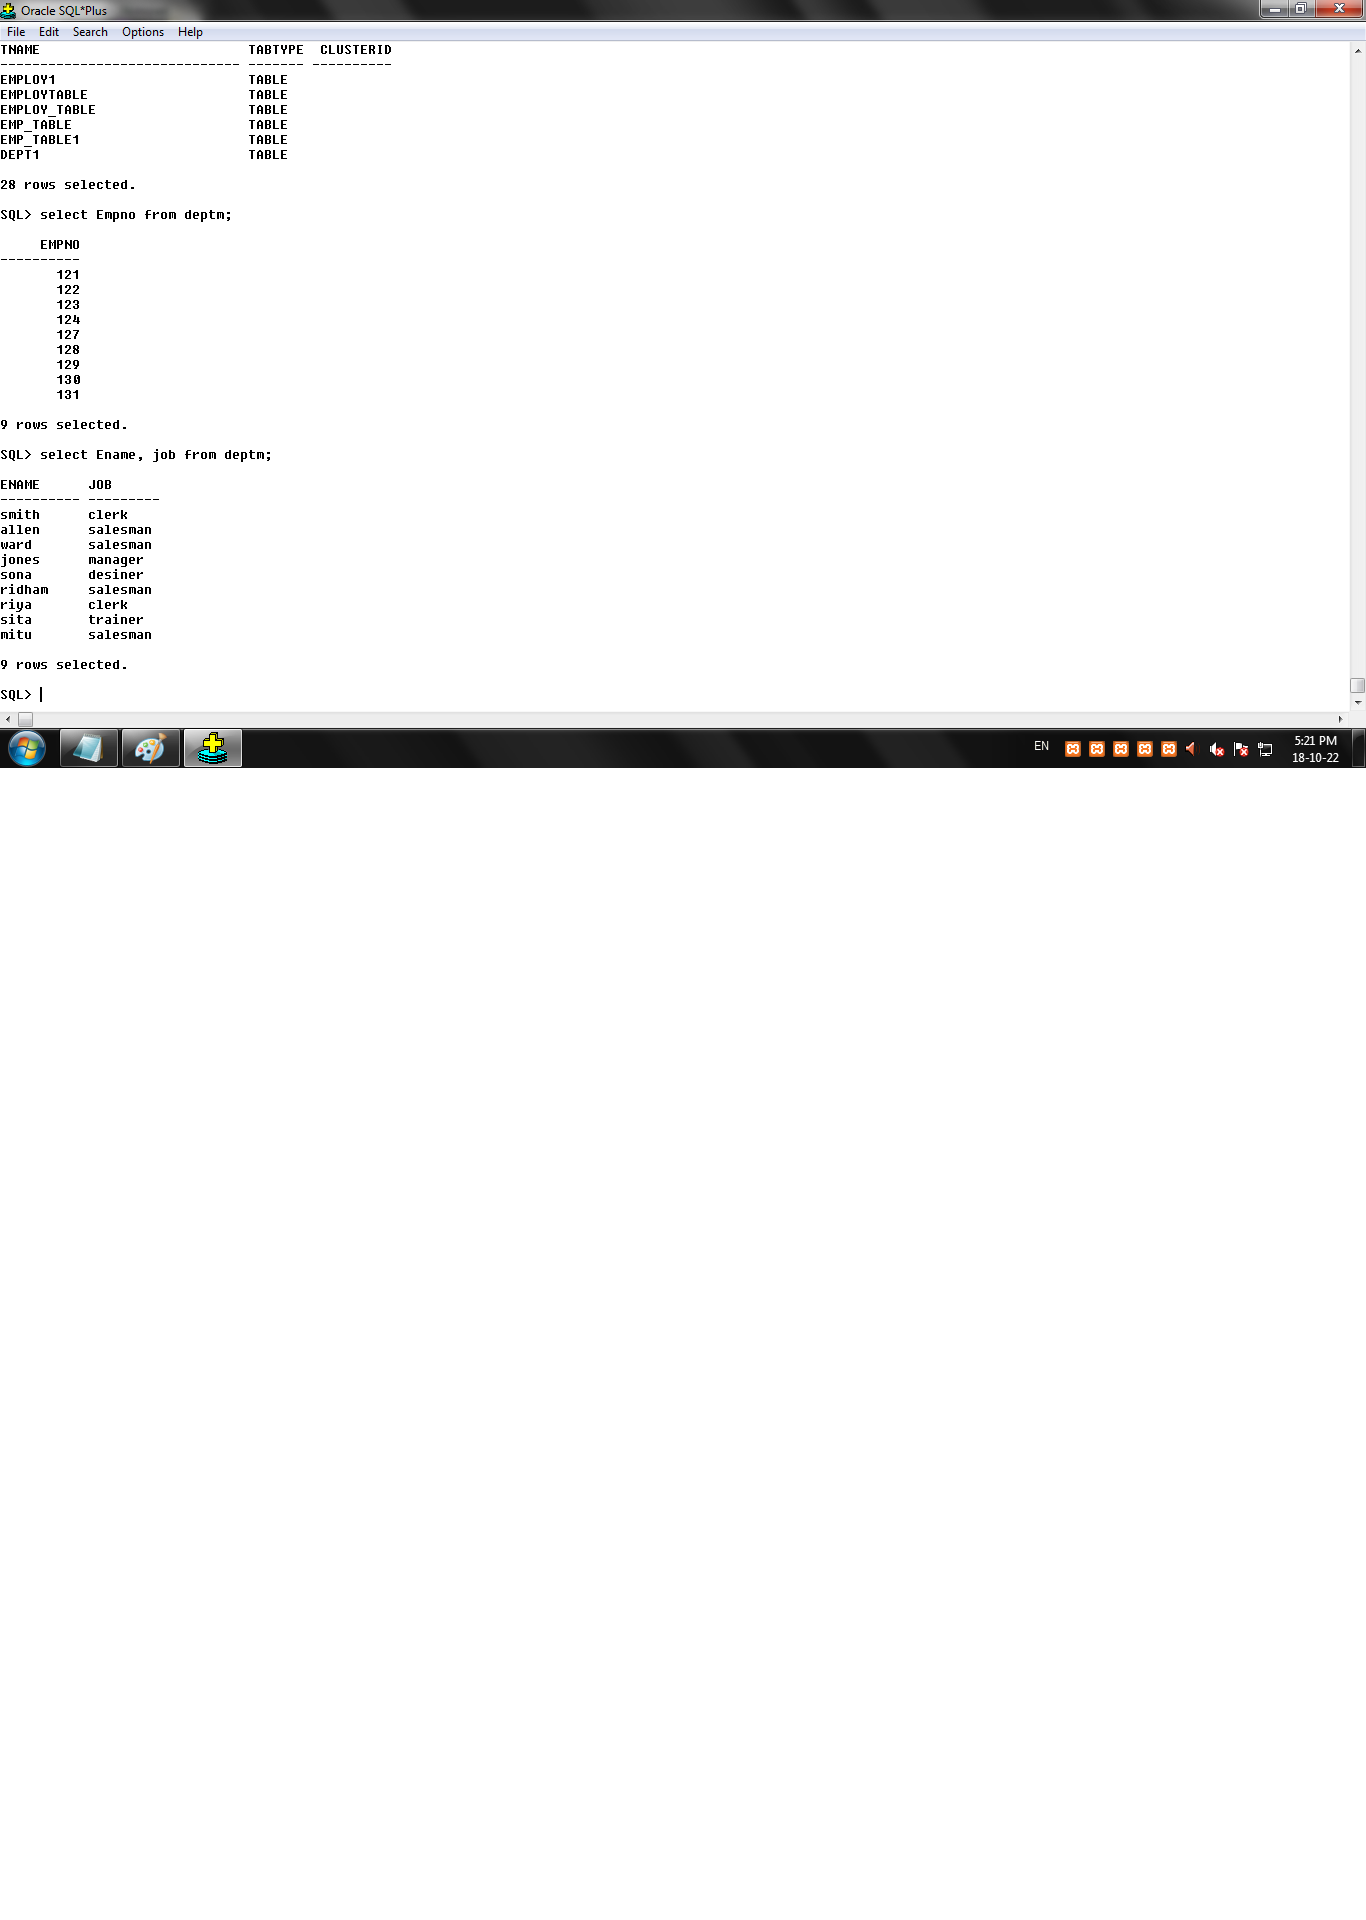 Oracle SQL*Plus
File Edit Search Options Help
TNAME                          TABTYPE  CLUSTERID
------------------------------ ------- ----------
EMPLOY1                        TABLE
EMPLOYTABLE                    TABLE
EMPLOY_TABLE                   TABLE
EMP_TABLE                      TABLE
EMP_TABLE1                     TABLE
DEPT1                          TABLE
28 rows selected.
SQL> select Empno from deptm;
     EMPNO
----------
       121
       122
       123
       124
       127
       128
       129
       130
       131
9 rows selected.
SQL> select Ename, job from deptm;
ENAME      JOB
---------- ---------
smith      clerk
allen      salesman
ward       salesman
jones      manager
sona       desiner
ridham     salesman
riya       clerk
sita       trainer
mitu       salesman
9 rows selected.
SQL>
EN
5:21 PM
18-10-22